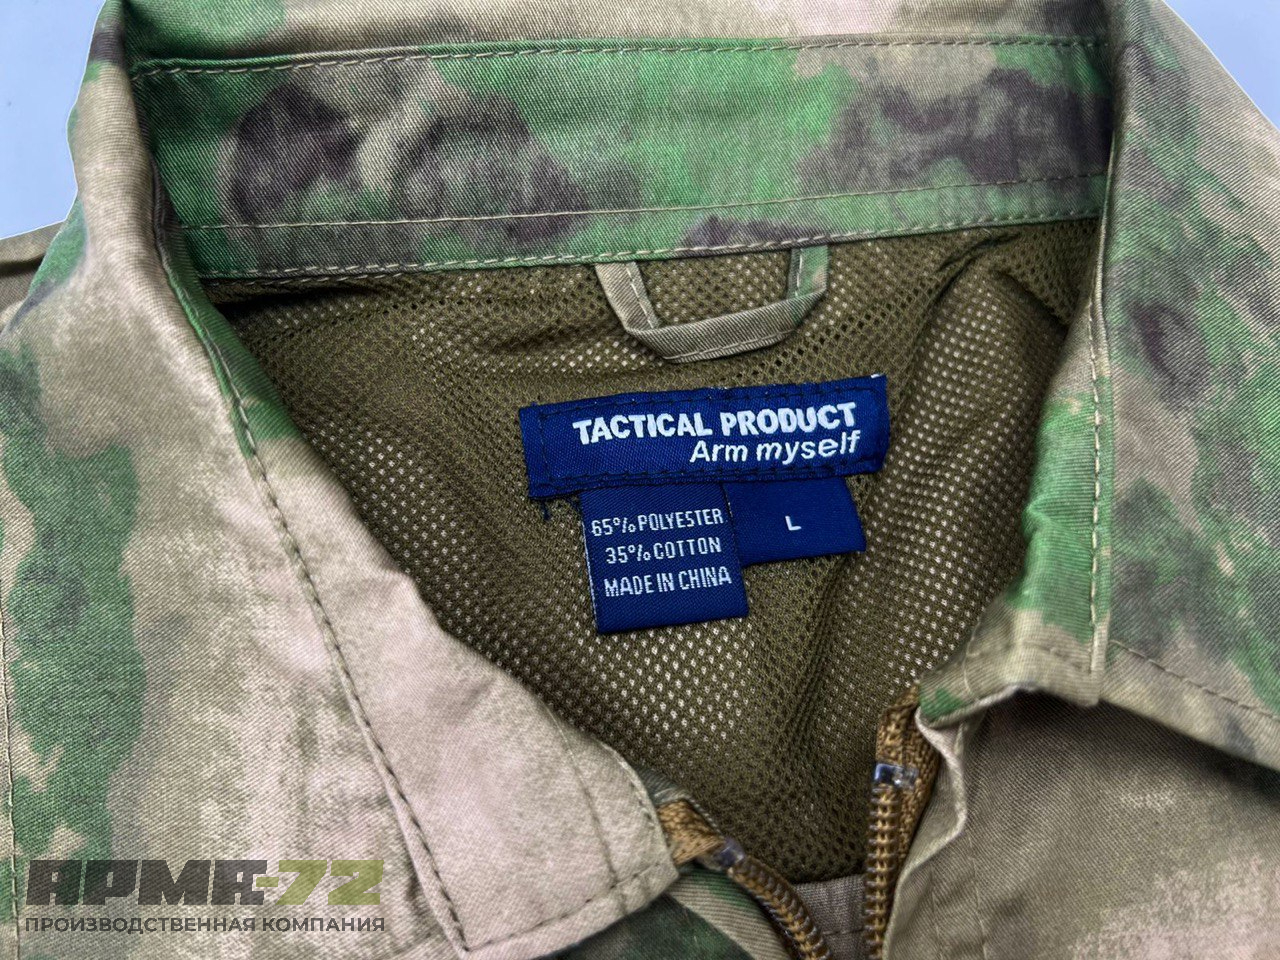 TACTICAL PRODUCT
Arm myself
65% POLYESTER
35% COTTON
MADE IN CHINA
L
АРМА-72
ПРОИЗВОДСТВЕННАЯ КОМПАНИЯ